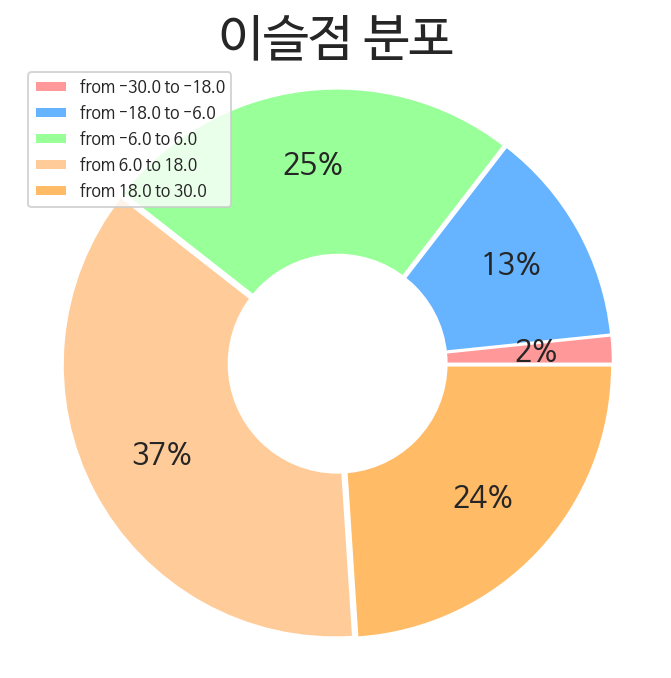 이슬점 분포
from −30.0 to −18.0
from −18.0 to −6.0
from −6.0 to 6.0
from 6.0 to 18.0
from 18.0 to 30.0
25%
13%
2%
37%
24%